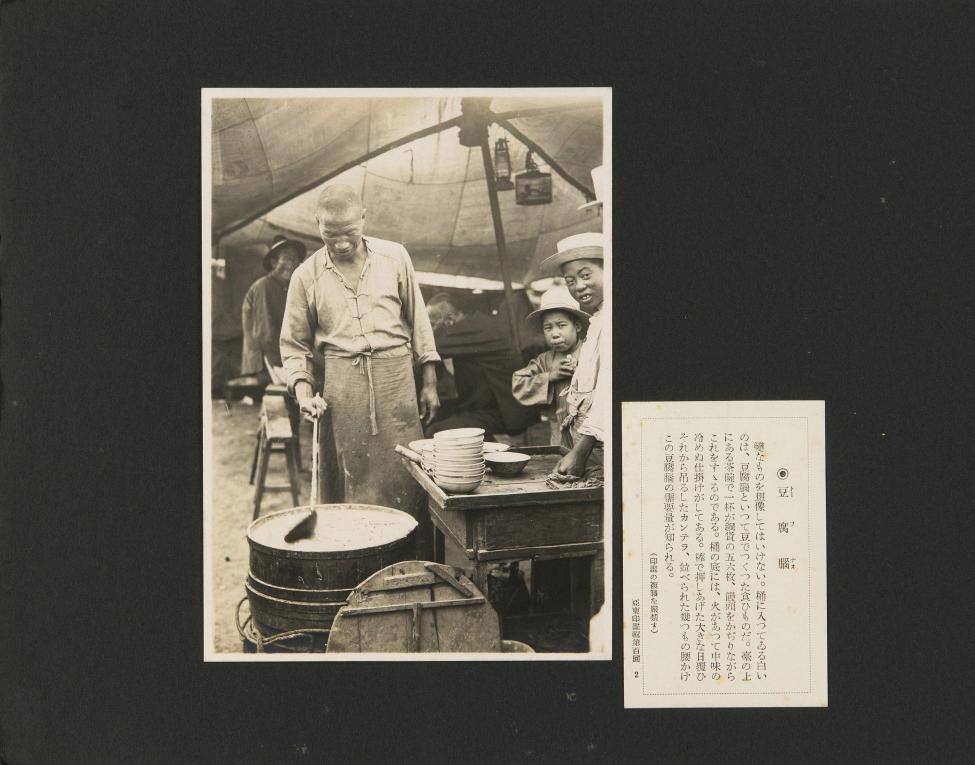 ◉豆腐腦
變なものを想像してはいけない。桶に入つてゐる白い
のは、豆腐腦といつて豆でつくつた食ひものだ。臺の上
にある茶碗で一杯が銅貨の五六枚、饅頭をかぢりながら
これをすゝるのである。桶の底には、火があつて中味の
冷めぬ仕掛けがしてある。棒で押しあげた大きな日覆ひ
それから吊るしたカンテラ、竝べられた幾つもの腰かけ
この豆腐腦の需要量が知られる。
(印畫の複製を嚴禁す)
亞東印畫輯第百回 2